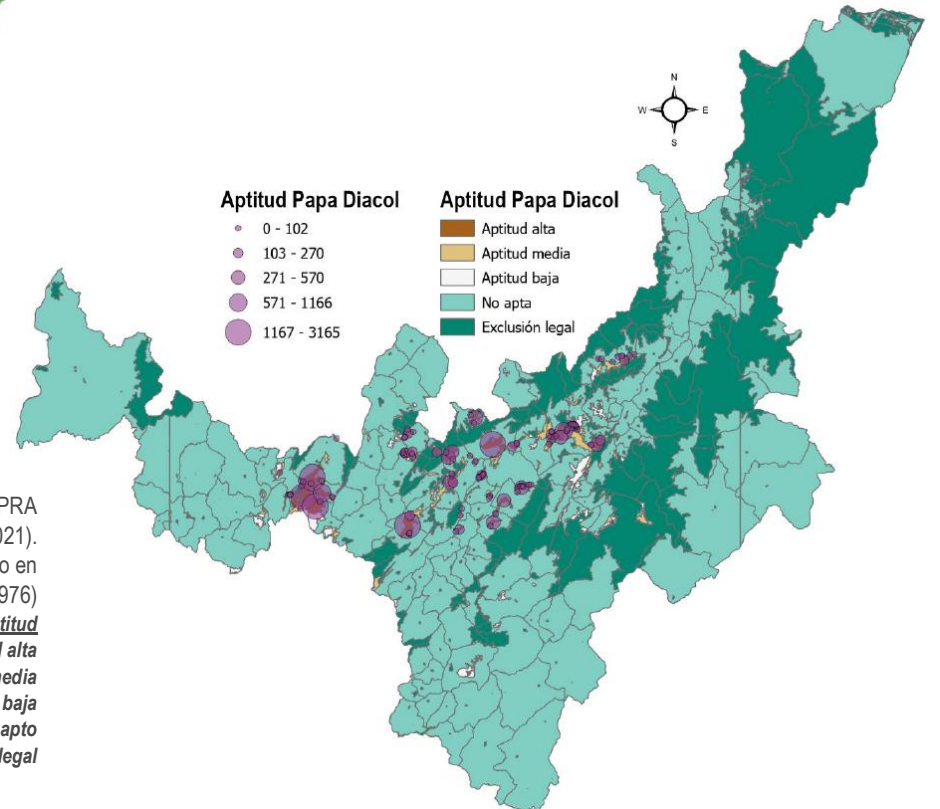 N
W E
S
Aptitud Papa Diacol
0 - 102
103 - 270
271 - 570
571 - 1166
1167 - 3165
Aptitud Papa Diacol
Aptitud alta
Aptitud media
Aptitud baja
No apta
Exclusión legal
PRA
021).
o en
976)
titud
l alta
nedia
baja
apto
legal